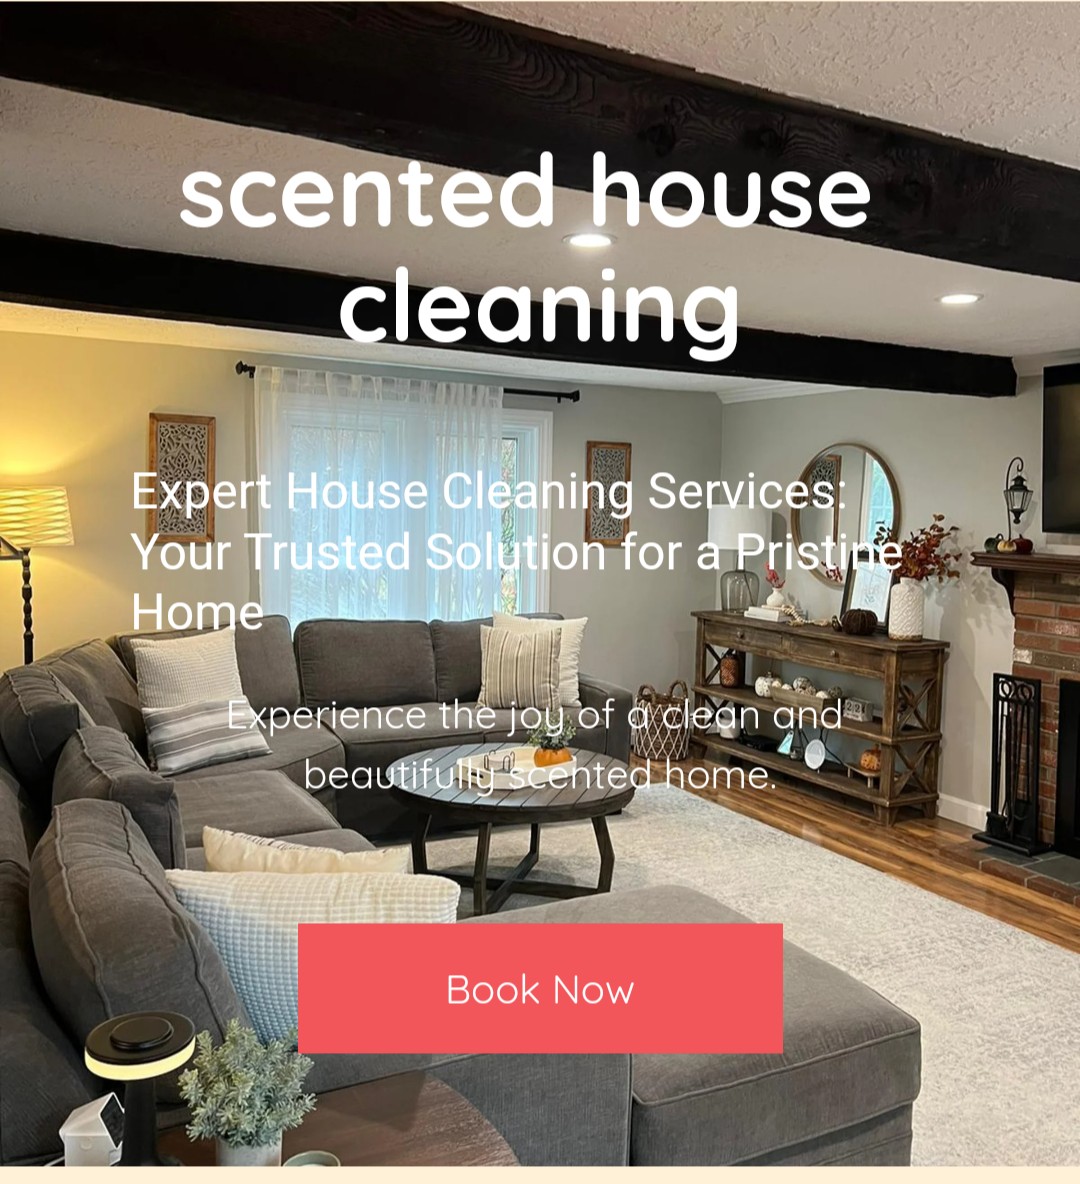 scented house
cleaning
Expert House Cleaning Services:
Your Trusted Solution for a Pristine
Home
Experience the joy of a clean and
beautifully scented home.
Book Now